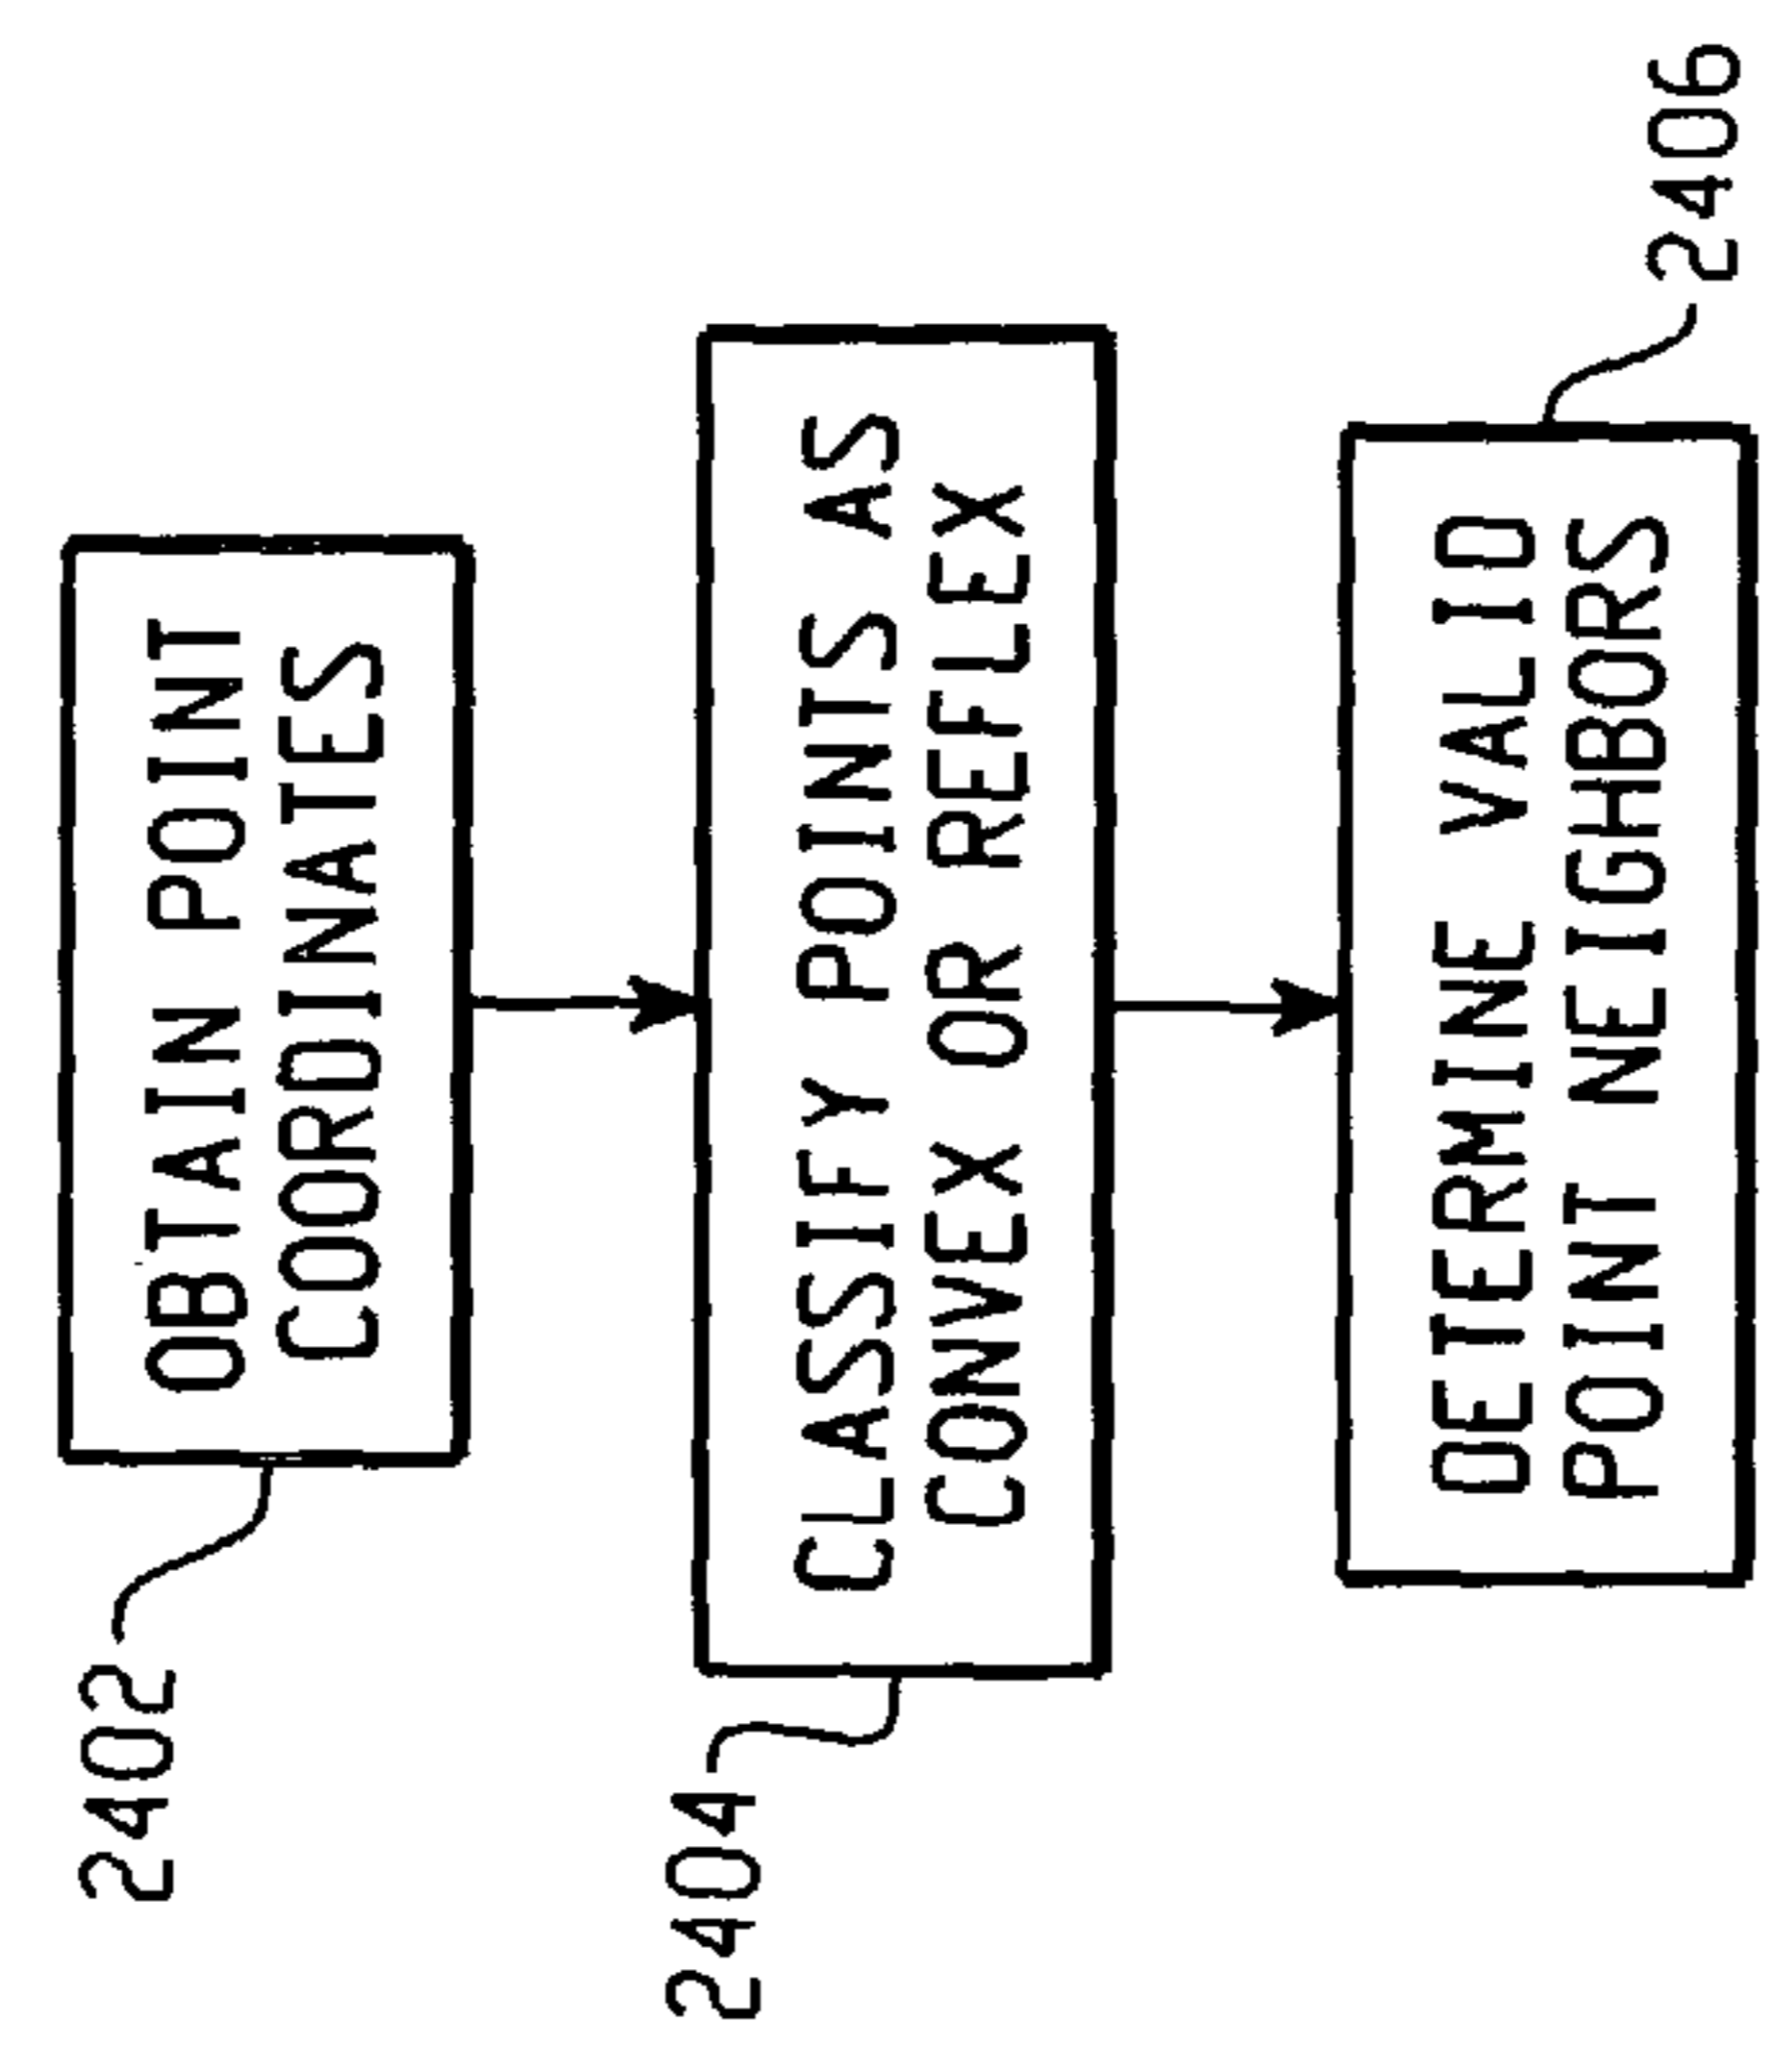 2402
OBTAIN POINT
COORDINATES
2404
CLASSIFY POINTS AS
CONVEX OR REFLEX
2406
DETERMINE VALID
POINT NEIGHBORS